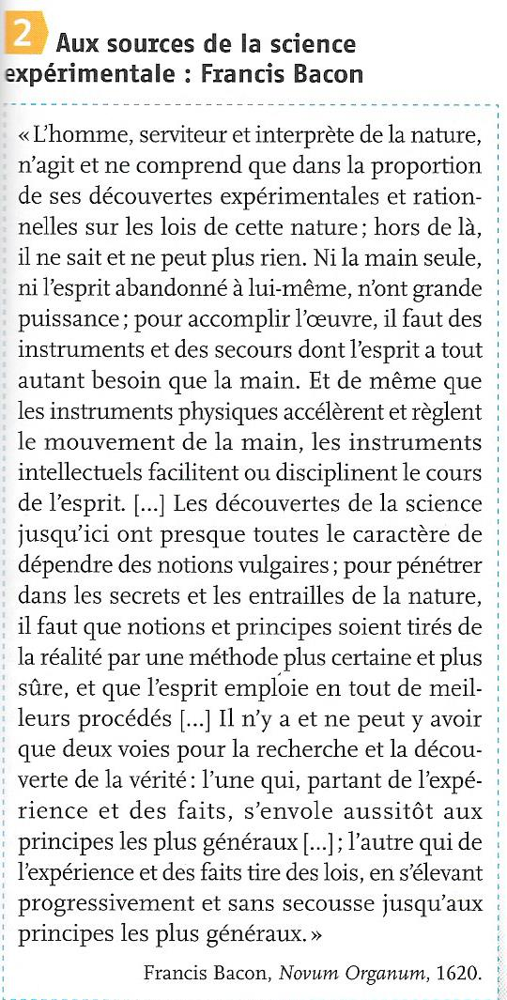 2 Aux sources de la science
expérimentale : Francis Bacon
« L'homme, serviteur et interprète de la nature,
n'agit et ne comprend que dans la proportion
de ses découvertes expérimentales et ration-
nelles sur les lois de cette nature ; hors de là,
il ne sait et ne peut plus rien. Ni la main seule,
ni l'esprit abandonné à lui-même, n'ont grande
puissance ; pour accomplir l'œuvre, il faut des
instruments et des secours dont l'esprit a tout
autant besoin que la main. Et de même que
les instruments physiques accélèrent et règlent
le mouvement de la main, les instruments
intellectuels facilitent ou disciplinent le cours
de l'esprit. [...] Les découvertes de la science
jusqu'ici ont presque toutes le caractère de
dépendre des notions vulgaires ; pour pénétrer
dans les secrets et les entrailles de la nature,
il faut que notions et principes soient tirés de
la réalité par une méthode plus certaine et plus
sûre, et que l'esprit emploie en tout de meil-
leurs procédés [...] Il n'y a et ne peut y avoir
que deux voies pour la recherche et la décou-
verte de la vérité : l'une qui, partant de l'expé-
rience et des faits, s'envole aussitôt aux
principes les plus généraux [...] ; l'autre qui de
l'expérience et des faits tire des lois, en s'élevant
progressivement et sans secousse jusqu'aux
principes les plus généraux. »
Francis Bacon, Novum Organum, 1620.